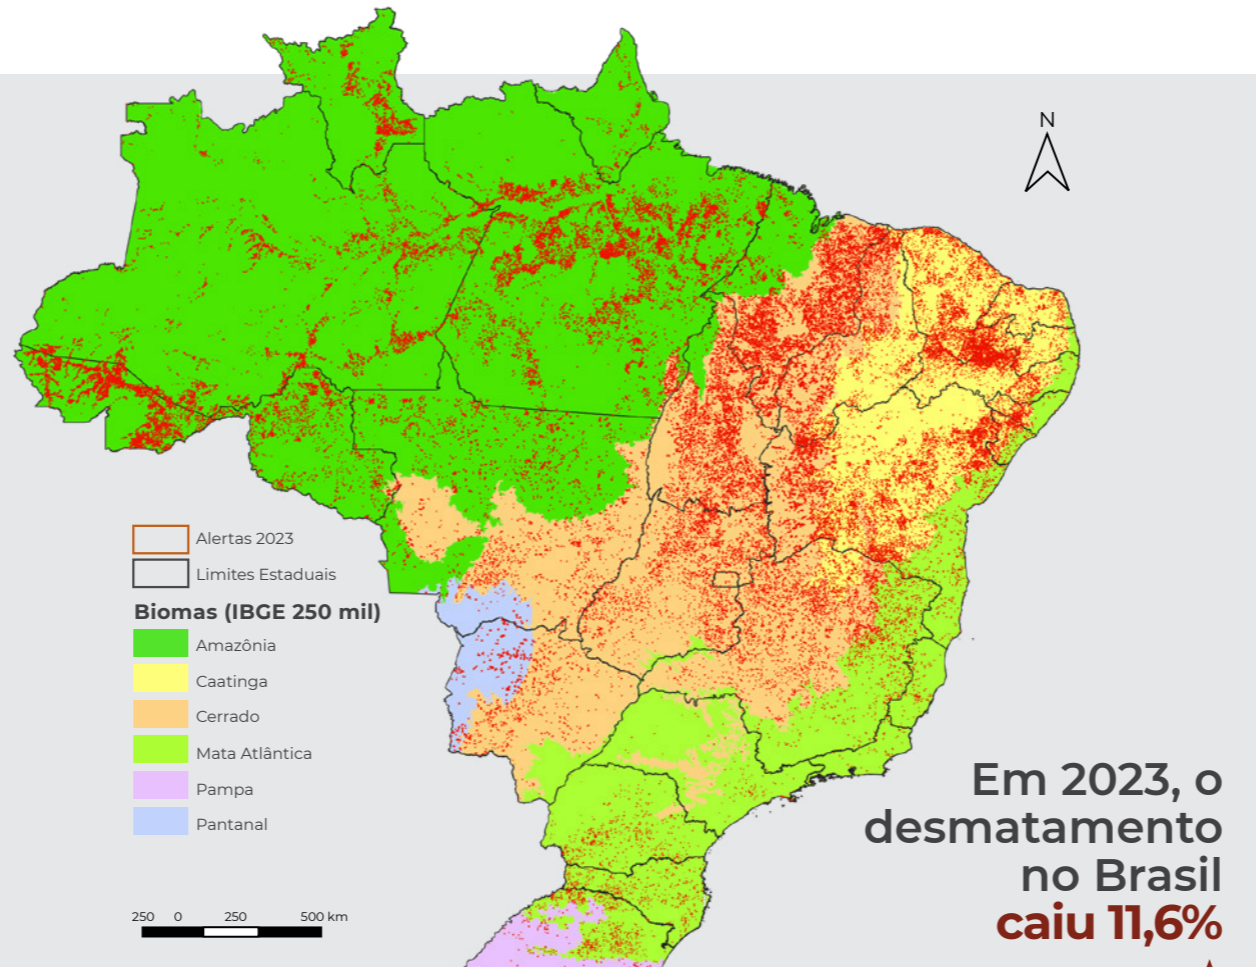 N
Alertas 2023
Limites Estaduais
Biomas (IBGE 250 mil)
Amazônia
Caatinga
Cerrado
Mata Atlântica
Pampa
Pantanal
250 0 250 500 km
Em 2023, o
desmatamento
no Brasil
caiu 11,6%